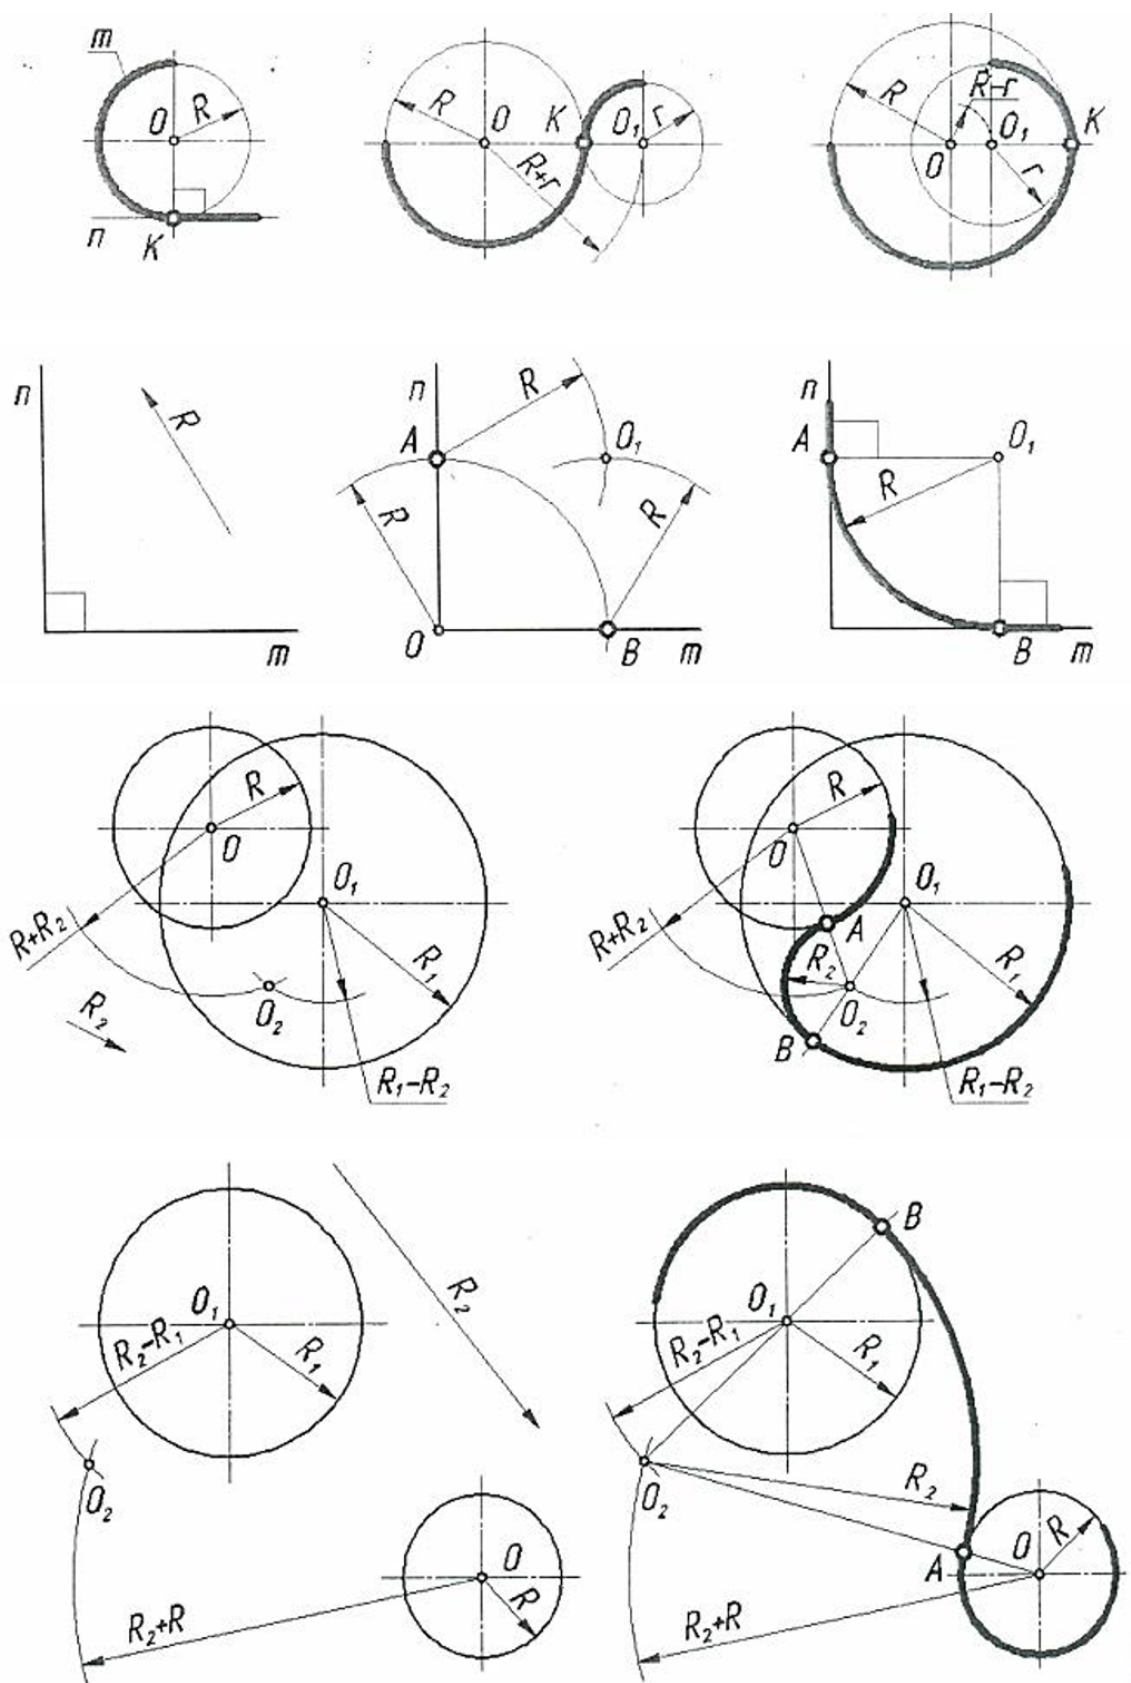 m
O
R
n
K
R
O
K
O₁
r
R+r
R
R-r
O
O₁
K
r
n
R
m
n
A
R
O₁
R
R
O
B
m
n
A
O₁
R
B
m
R
O
O₁
R+R₂
R₁
R₂
O₂
R₁-R₂
R
O
O₁
R+R₂
A
R₂
R₁
O₂
B
R₁-R₂
O₁
R₂
R₂-R₁
R₁
O₂
O
R
R₂+R
B
O₁
R₂-R₁
R₁
O₂
R₂
O
R
A
R₂+R